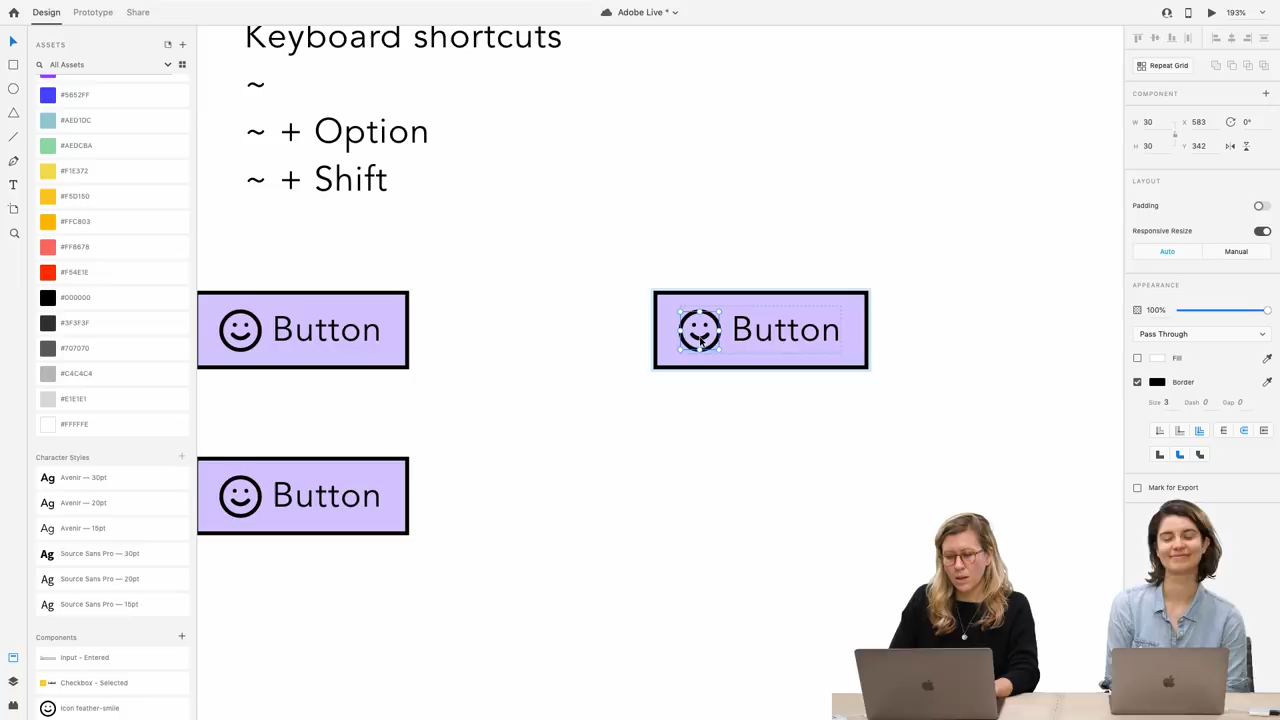 Design Prototype Share
Adobe Live *
193%
ASSETS
All Assets
#5652FF
#AED1DC
#AEDCBA
#F1E372
#F5D150
#FFC803
#FF8678
#F54E1E
#000000
#3F3F3F
#707070
#C4C4C4
#E1E1E1
#FFFFFE
Character Styles
Ag Avenir — 30pt
Ag Avenir — 20pt
Ag Avenir — 15pt
Ag Source Sans Pro — 30pt
Ag Source Sans Pro — 20pt
Ag Source Sans Pro — 15pt
Components
Input - Entered
Checkbox - Selected
Icon feather-smile
Keyboard shortcuts
~
~ + Option
~ + Shift
Button
Button
Button
Repeat Grid
COMPONENT
W 30 X 583 0°
H 30 Y 342
LAYOUT
Padding
Responsive Resize
Auto Manual
APPEARANCE
100%
Pass Through
Fill
Border
Size 3 Dash 0 Gap 0
Mark for Export